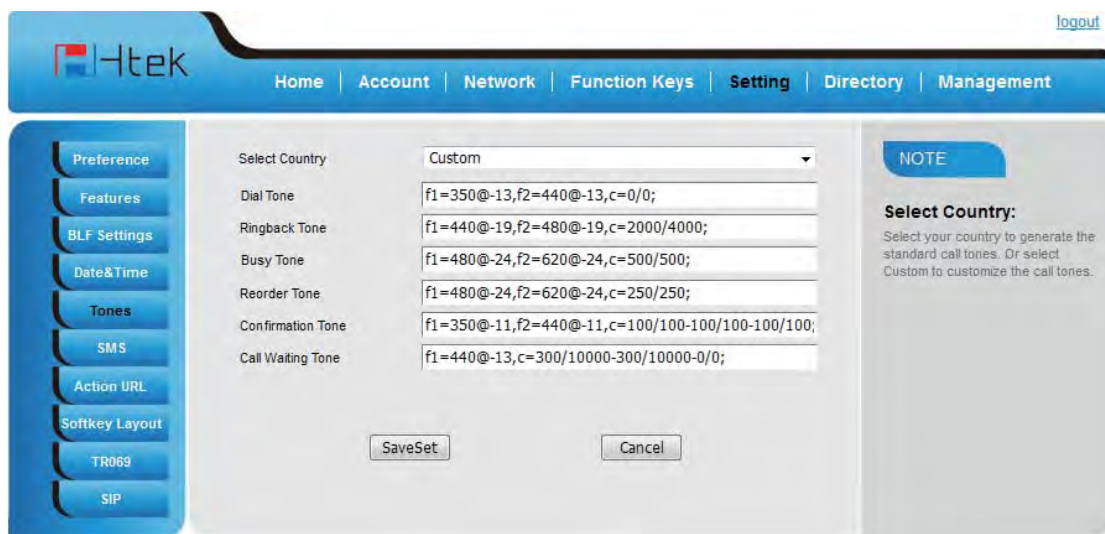 logout
Htek
Home | Account | Network | Function Keys | Setting | Directory | Management
Preference
Features
BLF Settings
Date&Time
Tones
SMS
Action URL
Softkey Layout
TR069
SIP
Select Country Custom
Dial Tone f1=350@-13,f2=440@-13,c=0/0;
Ringback Tone f1=440@-19,f2=480@-19,c=2000/4000;
Busy Tone f1=480@-24,f2=620@-24,c=500/500;
Reorder Tone f1=480@-24,f2=620@-24,c=250/250;
Confirmation Tone f1=350@-11,f2=440@-11,c=100/100-100/100-100/100;
Call Waiting Tone f1=440@-13,c=300/10000-300/10000-0/0;
SaveSet Cancel
NOTE
Select Country:
Select your country to generate the
standard call tones. Or select
Custom to customize the call tones.